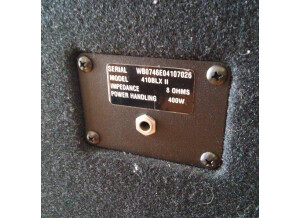 SERIAL WB0746E04107026
MODEL 410BLX II
IMPEDANCE 8 OHMS
POWER HANDLING 400W